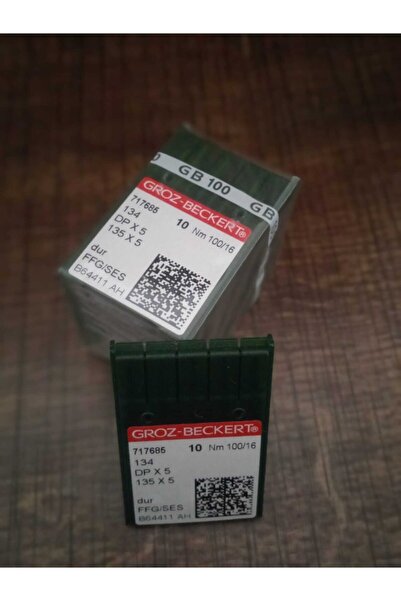 GB 100
GB
GROZ-BECKERT®
717685 10 Nm 100/16
134
DP X 5
135 X 5
dur
FFG/SES
B64411 AH
GROZ-BECKERT®
717685 10 Nm 100/16
134
DP X 5
135 X 5
dur
FFG/SES
B64411 AH